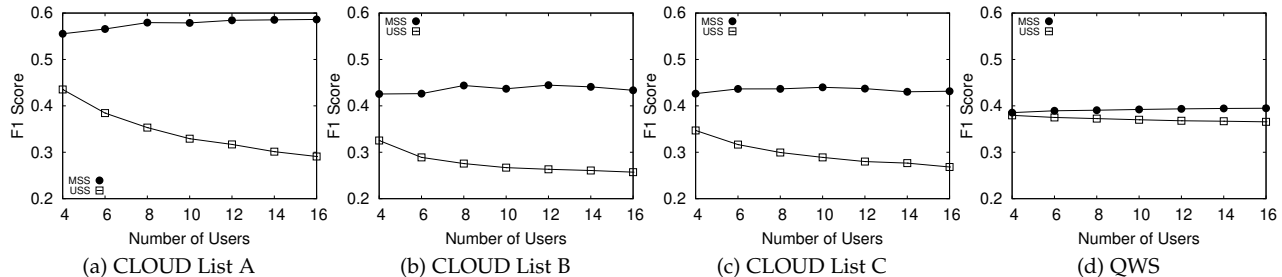 0.6
0.5
0.4
0.3
0.2
F1 Score
MSS
USS
4 6 8 10 12 14 16
Number of Users
(a) CLOUD List A
0.6
0.5
0.4
0.3
0.2
F1 Score
MSS
USS
4 6 8 10 12 14 16
Number of Users
(b) CLOUD List B
0.6
0.5
0.4
0.3
0.2
F1 Score
MSS
USS
4 6 8 10 12 14 16
Number of Users
(c) CLOUD List C
0.6
0.5
0.4
0.3
0.2
F1 Score
MSS
USS
4 6 8 10 12 14 16
Number of Users
(d) QWS